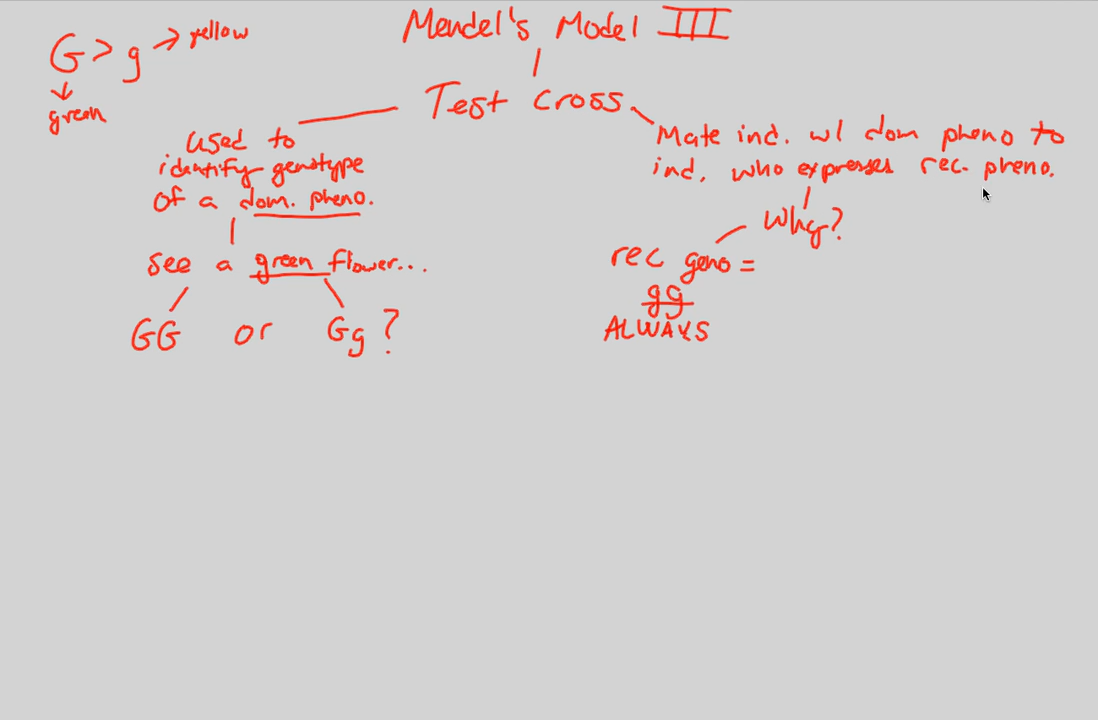 Mendel's Model III
G > g → yellow
↓
green
Test Cross
used to
identify genotype
of a dom. pheno.
see a green flower...
GG or Gg?
Mate ind. w/ dom pheno to
ind. who expresses rec. pheno.
Why?
rec geno =
gg
ALWAYS